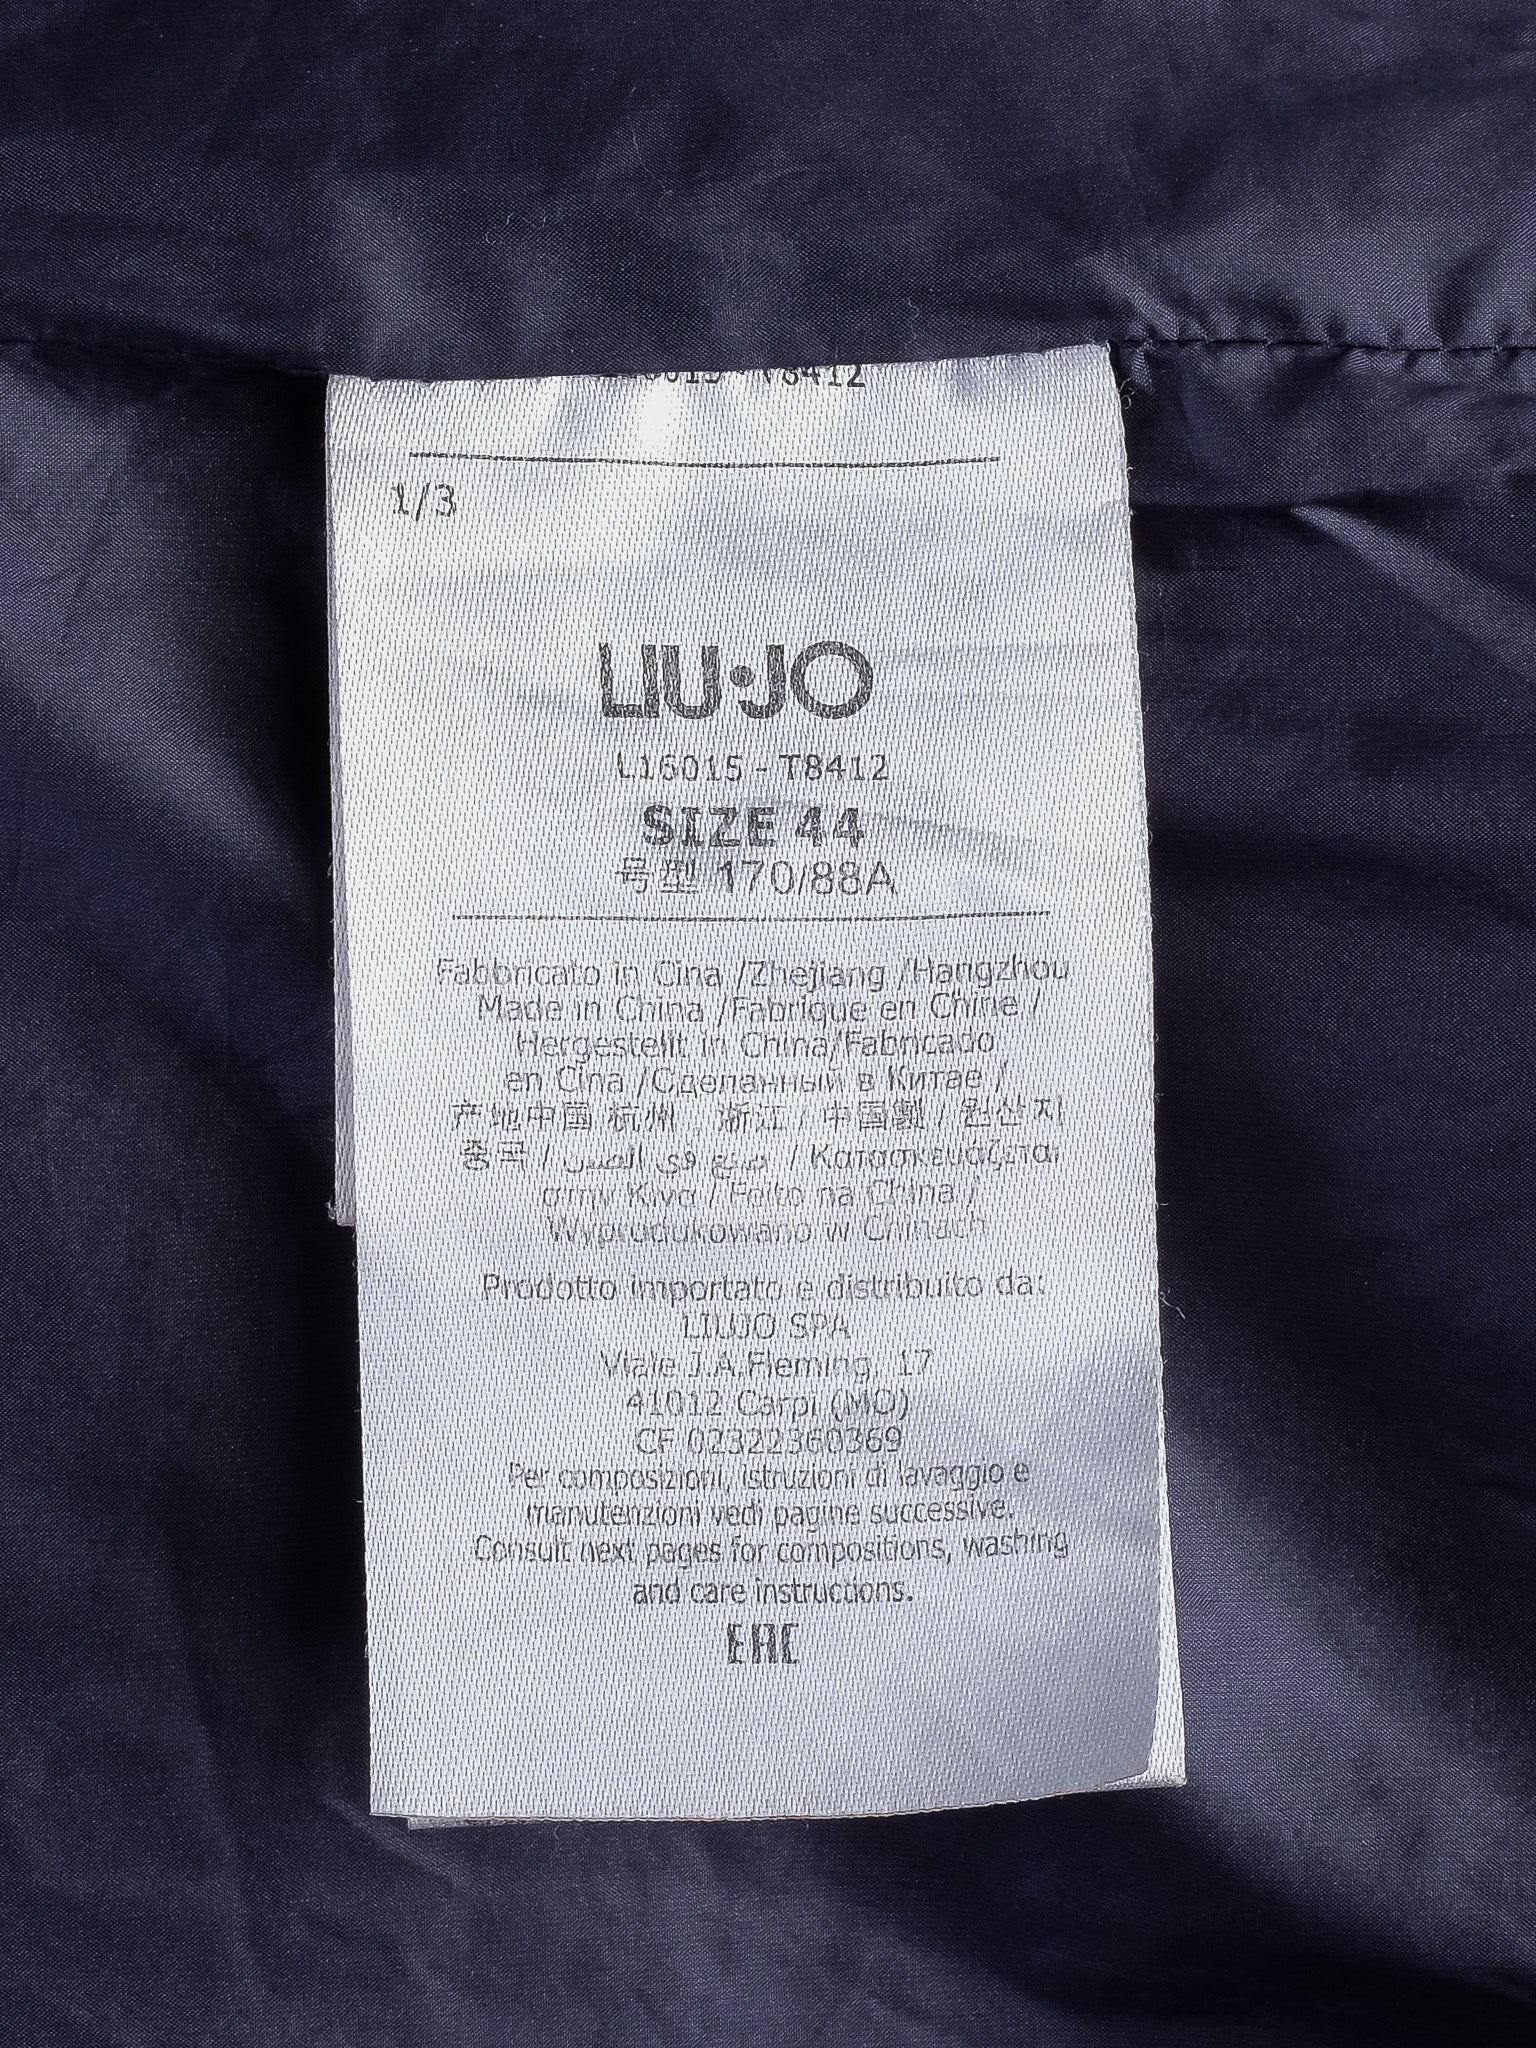 T8412
1/3
LIU·JO
L16015 - T8412
SIZE 44
号型 170/88A
Fabbricato in Cina /Zhejiang /Hangzhou
Made in China /Fabrique en Chine /
Hergestellt in China/Fabricado
en Cina /Сделанный в Китае /
产地中国 杭州, 浙江 / 中国製 / 원산지
중국 / صنع في الصين / Κατασκευάζεται
στην Κίνα / Feito na China /
Wyprodukowano w Chinach
Prodotto importato e distribuito da:
LIUJO SPA
Viale J.A.Fleming, 17
41012 Carpi (MO)
CF 02322360369
Per composizioni, istruzioni di lavaggio e
manutenzioni vedi pagine successive.
Consult next pages for compositions, washing
and care instructions.
EAC